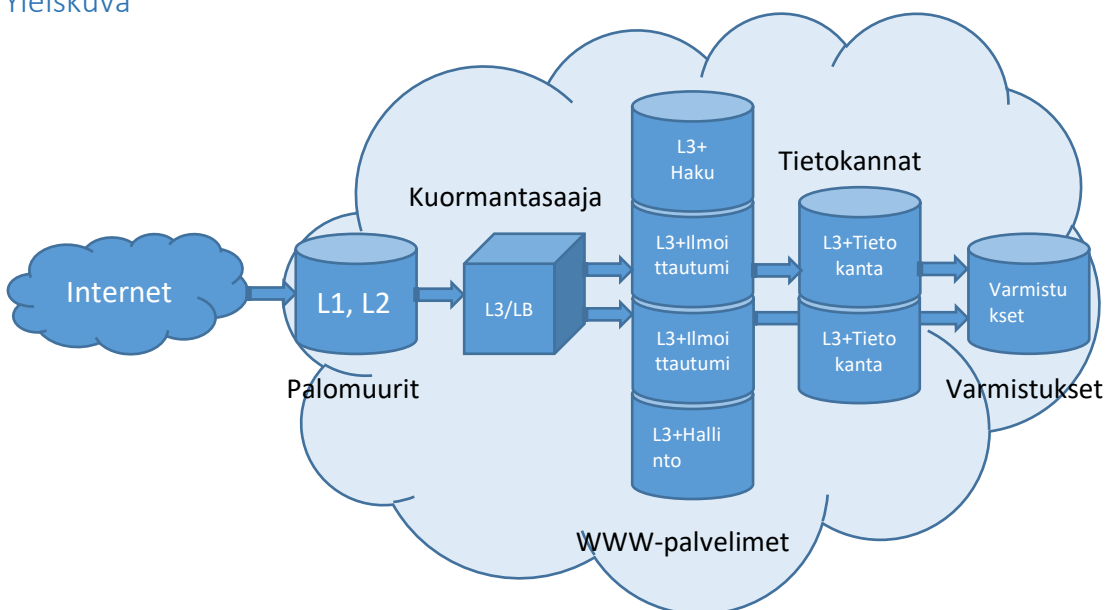 Yleiskuva
L3+
Haku
Tietokannat
Kuormantasaaja
L3+Ilmoi
ttautumi
L3+Tieto
kanta
Internet
L1, L2
L3/LB
Varmistu
kset
L3+Ilmoi
ttautumi
L3+Tieto
kanta
Palomuurit
Varmistukset
L3+Halli
nto
WWW-palvelimet